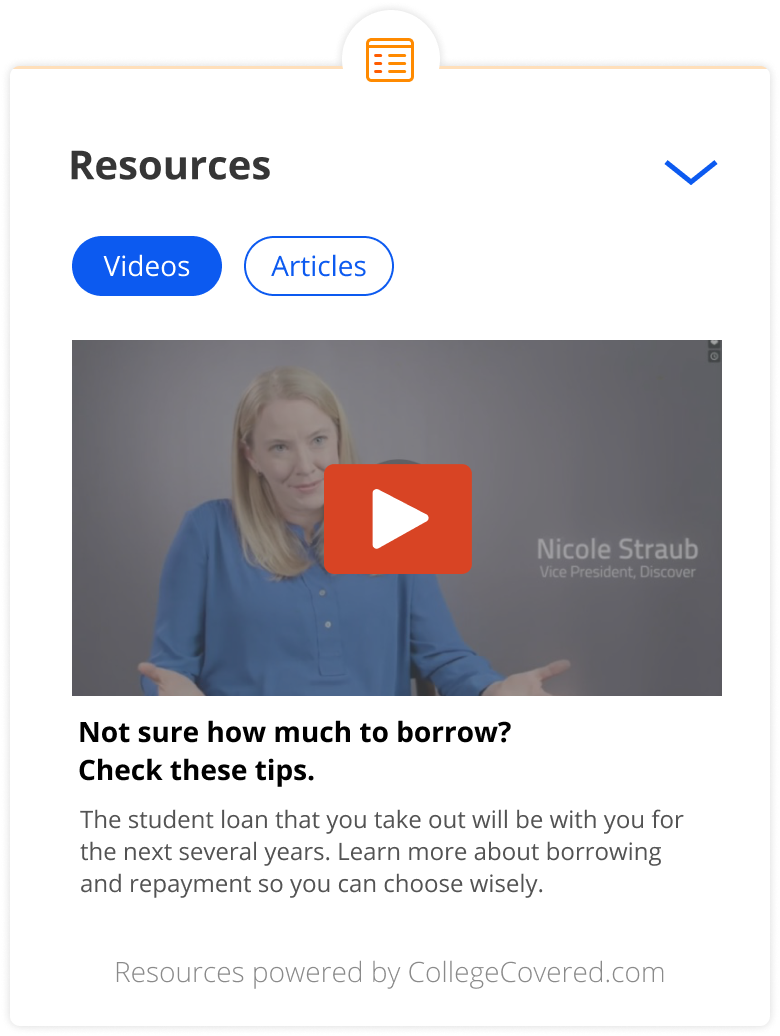 Resources
Videos
Articles
Nicole Straub
Vice President, Discover
Not sure how much to borrow?
Check these tips.
The student loan that you take out will be with you for
the next several years. Learn more about borrowing
and repayment so you can choose wisely.
Resources powered by CollegeCovered.com